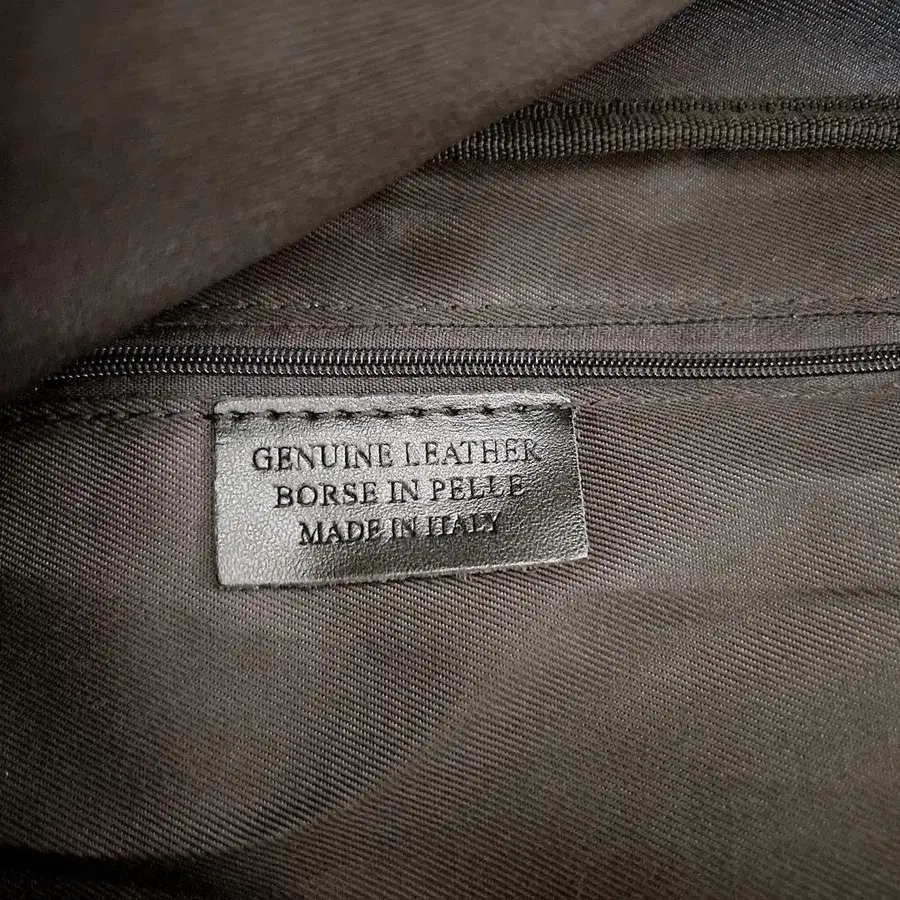 GENUINE LEATHER
BORSE IN PELLE
MADE IN ITALY